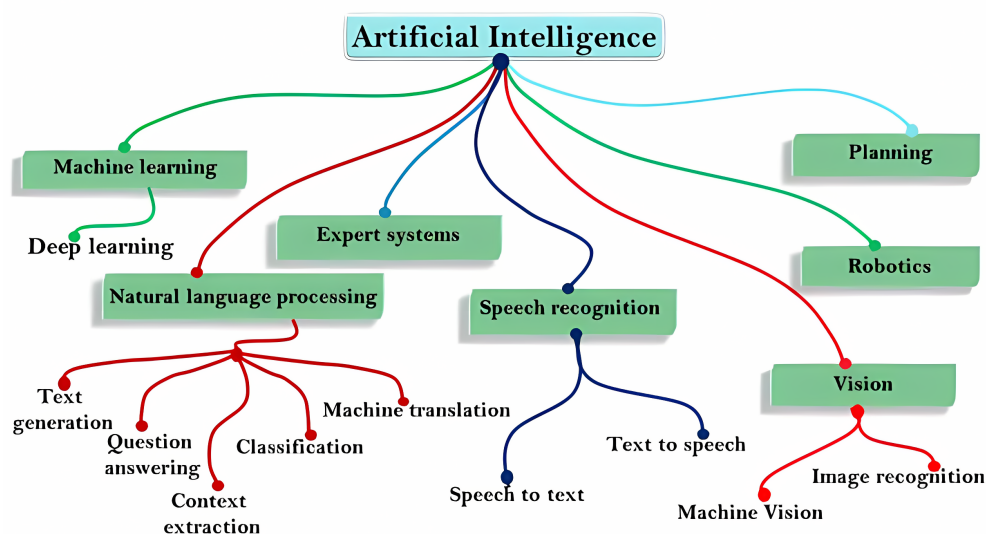 Artificial Intelligence
Machine learning
Planning
Deep learning
Expert systems
Robotics
Natural language processing
Speech recognition
Vision
Text
generation
Question
answering
Context
extraction
Classification
Machine translation
Speech to text
Text to speech
Machine Vision
Image recognition